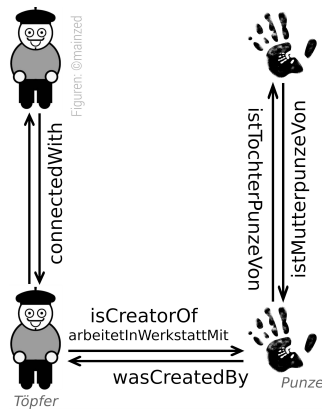 Figuren: ©mainzed
connectedWith
istTochterPunzeVon
istMutterpunzeVon
isCreatorOf
arbeitetInWerkstattMit
wasCreatedBy
Töpfer
Punze